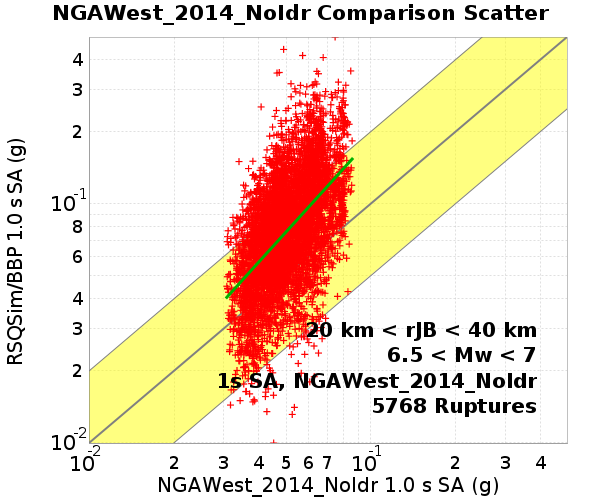 NGAWest_2014_NoIdr Comparison Scatter
RSQSim/BBP 1.0 s SA (g)
4
3
2
10^-1
8
6
4
3
2
10^-2
20 km < rJB < 40 km
6.5 < Mw < 7
1s SA, NGAWest_2014_NoIdr
5768 Ruptures
10^-2 2 3 4 5 6 7 10^-1 2 3 4
NGAWest_2014_NoIdr 1.0 s SA (g)